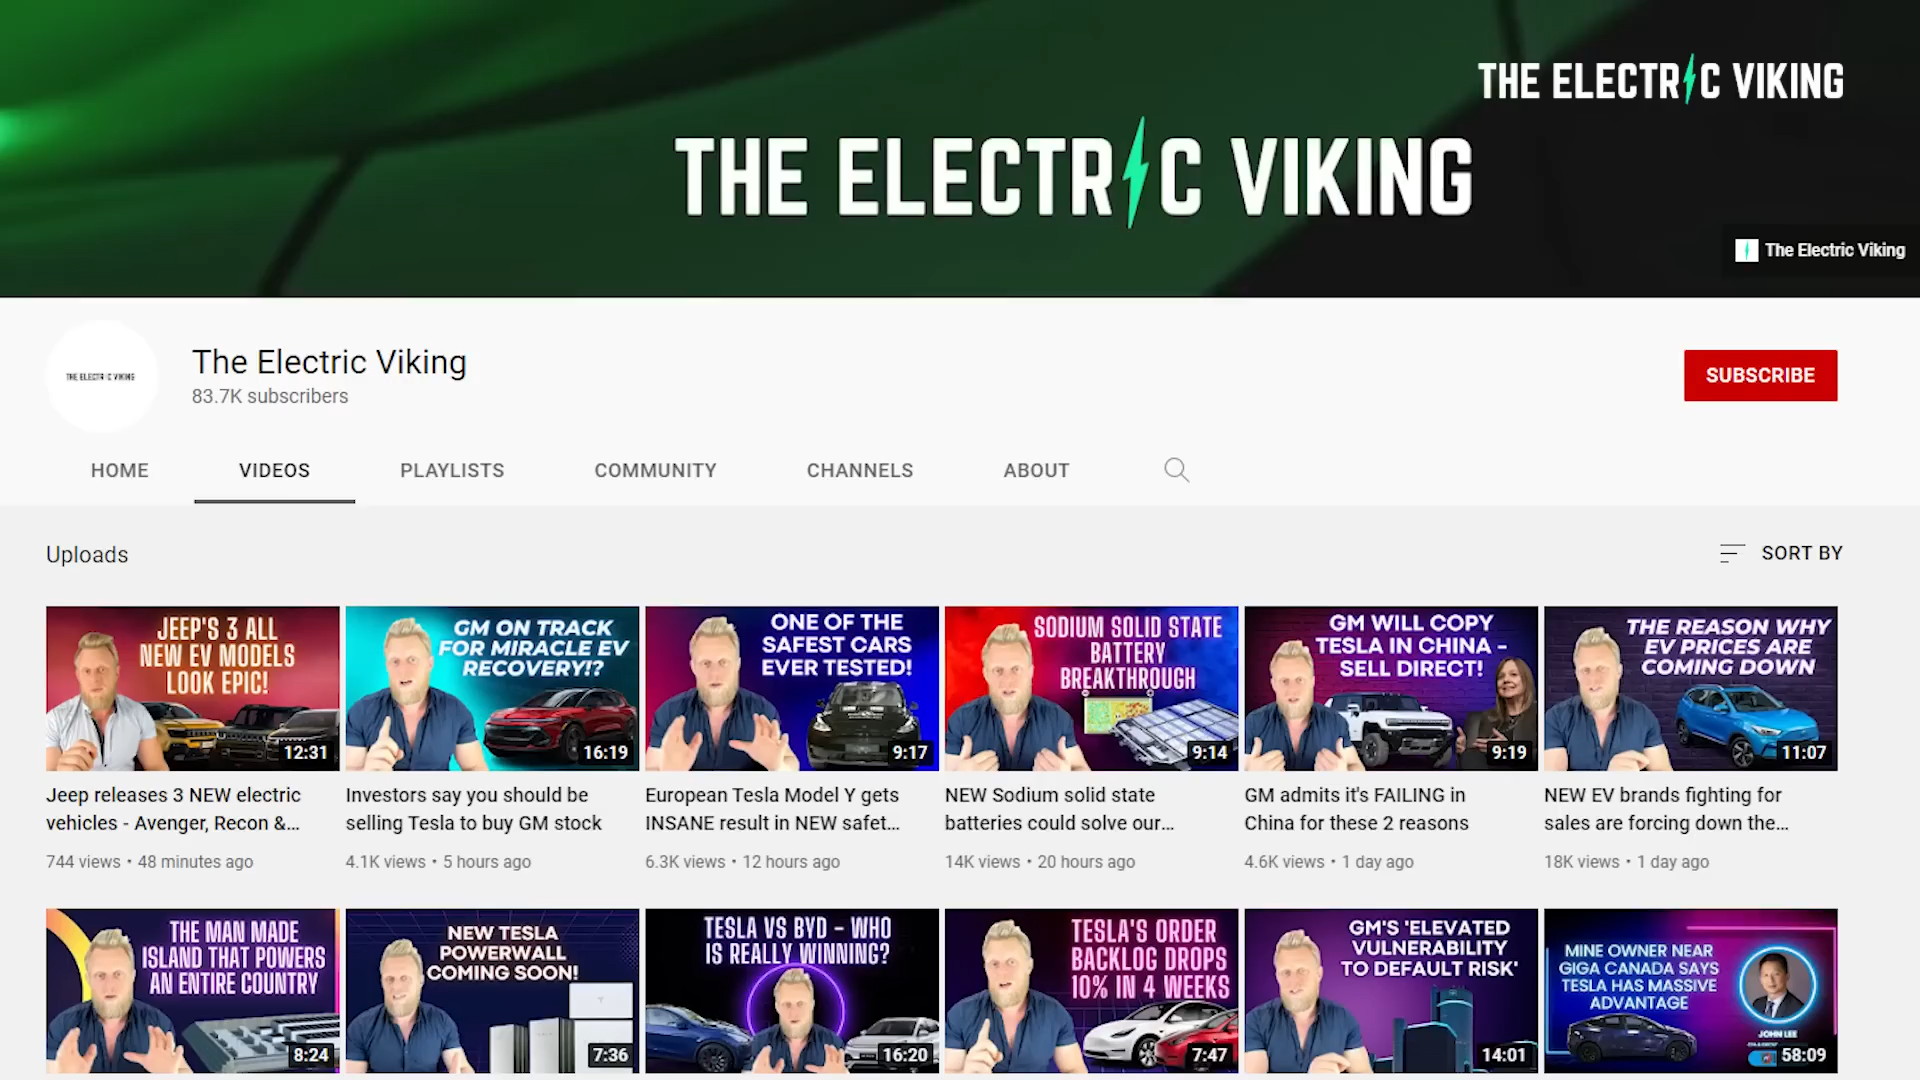 THE ELECTRIC VIKING
THE ELECTRIC VIKING
The Electric Viking
THE ELECTRIC VIKING
The Electric Viking
83.7K subscribers
SUBSCRIBE
HOME
VIDEOS
PLAYLISTS
COMMUNITY
CHANNELS
ABOUT
Uploads
SORT BY
JEEP'S 3 ALL
NEW EV MODELS
LOOK EPIC!
12:31
GM ON TRACK
FOR MIRACLE EV
RECOVERY!?
16:19
ONE OF THE
SAFEST CARS
EVER TESTED!
9:17
SODIUM SOLID STATE
BATTERY
BREAKTHROUGH
9:14
GM WILL COPY
TESLA IN CHINA -
SELL DIRECT!
9:19
THE REASON WHY
EV PRICES ARE
COMING DOWN
11:07
Jeep releases 3 NEW electric
vehicles - Avenger, Recon &...
744 views • 48 minutes ago
Investors say you should be
selling Tesla to buy GM stock
4.1K views • 5 hours ago
European Tesla Model Y gets
INSANE result in NEW safet...
6.3K views • 12 hours ago
NEW Sodium solid state
batteries could solve our...
14K views • 20 hours ago
GM admits it's FAILING in
China for these 2 reasons
4.6K views • 1 day ago
NEW EV brands fighting for
sales are forcing down the...
18K views • 1 day ago
THE MAN MADE
ISLAND THAT POWERS
AN ENTIRE COUNTRY
8:24
NEW TESLA
POWERWALL
COMING SOON!
7:36
TESLA VS BYD - WHO
IS REALLY WINNING?
16:20
TESLA'S ORDER
BACKLOG DROPS
10% IN 4 WEEKS
7:47
GM'S 'ELEVATED
VULNERABILITY
TO DEFAULT RISK'
14:01
MINE OWNER NEAR
GIGA CANADA SAYS
TESLA HAS MASSIVE
ADVANTAGE
JOHN LEE
58:09